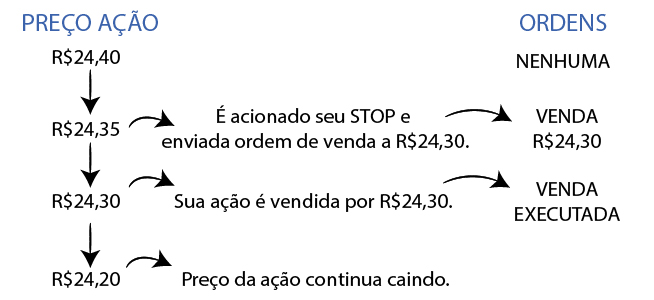 PREÇO AÇÃO
ORDENS
R$24,40
NENHUMA
R$24,35
É acionado seu STOP e
enviada ordem de venda a R$24,30.
VENDA
R$24,30
R$24,30
Sua ação é vendida por R$24,30.
VENDA
EXECUTADA
R$24,20
Preço da ação continua caindo.